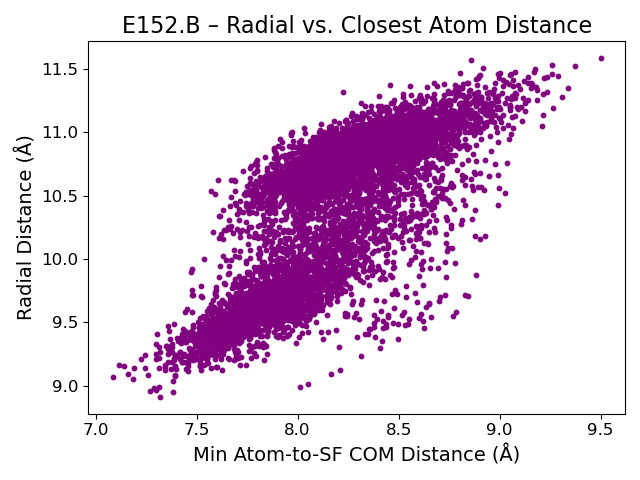 E152.B – Radial vs. Closest Atom Distance
Radial Distance (Å)
11.5
11.0
10.5
10.0
9.5
9.0
7.0 7.5 8.0 8.5 9.0 9.5
Min Atom-to-SF COM Distance (Å)